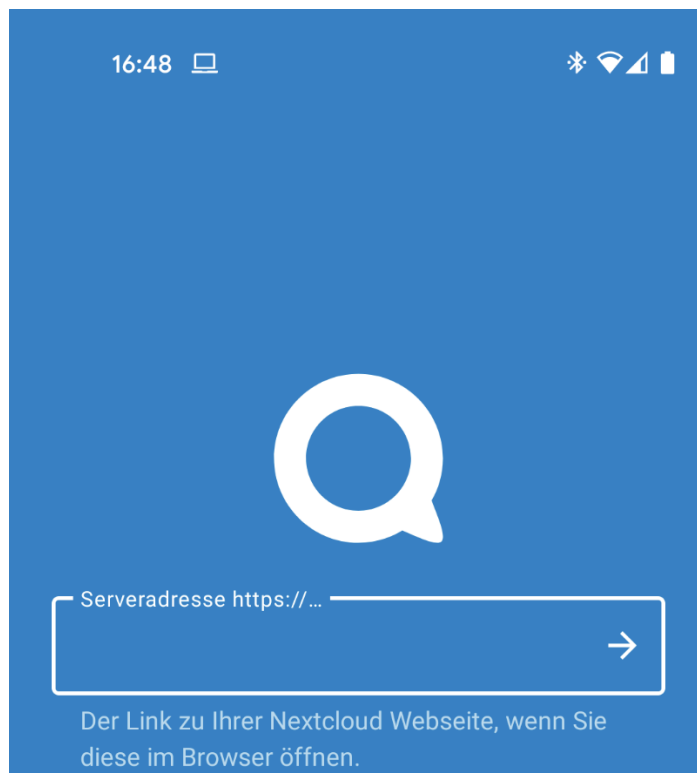 16:48
Serveradresse https://…
Der Link zu Ihrer Nextcloud Webseite, wenn Sie
diese im Browser öffnen.